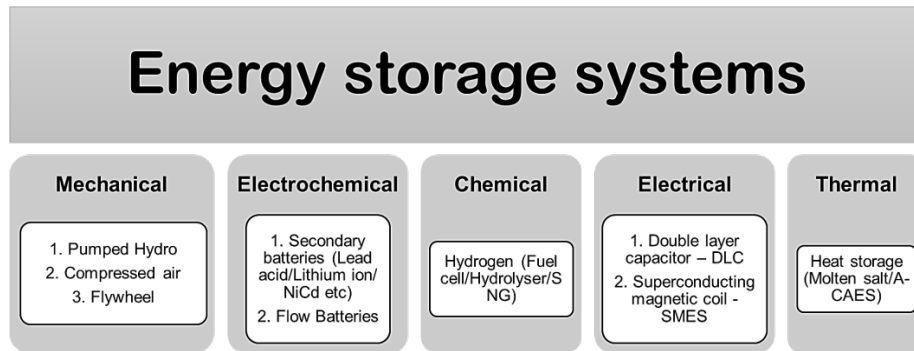 Energy storage systems
Mechanical
1. Pumped Hydro
2. Compressed air
3. Flywheel
Electrochemical
1. Secondary
batteries (Lead
acid/Lithium ion/
NiCd etc)
2. Flow Batteries
Chemical
Hydrogen (Fuel
cell/Hydrolyser/S
NG)
Electrical
1. Double layer
capacitor – DLC
2. Superconducting
magnetic coil -
SMES
Thermal
Heat storage
(Molten salt/A-
CAES)